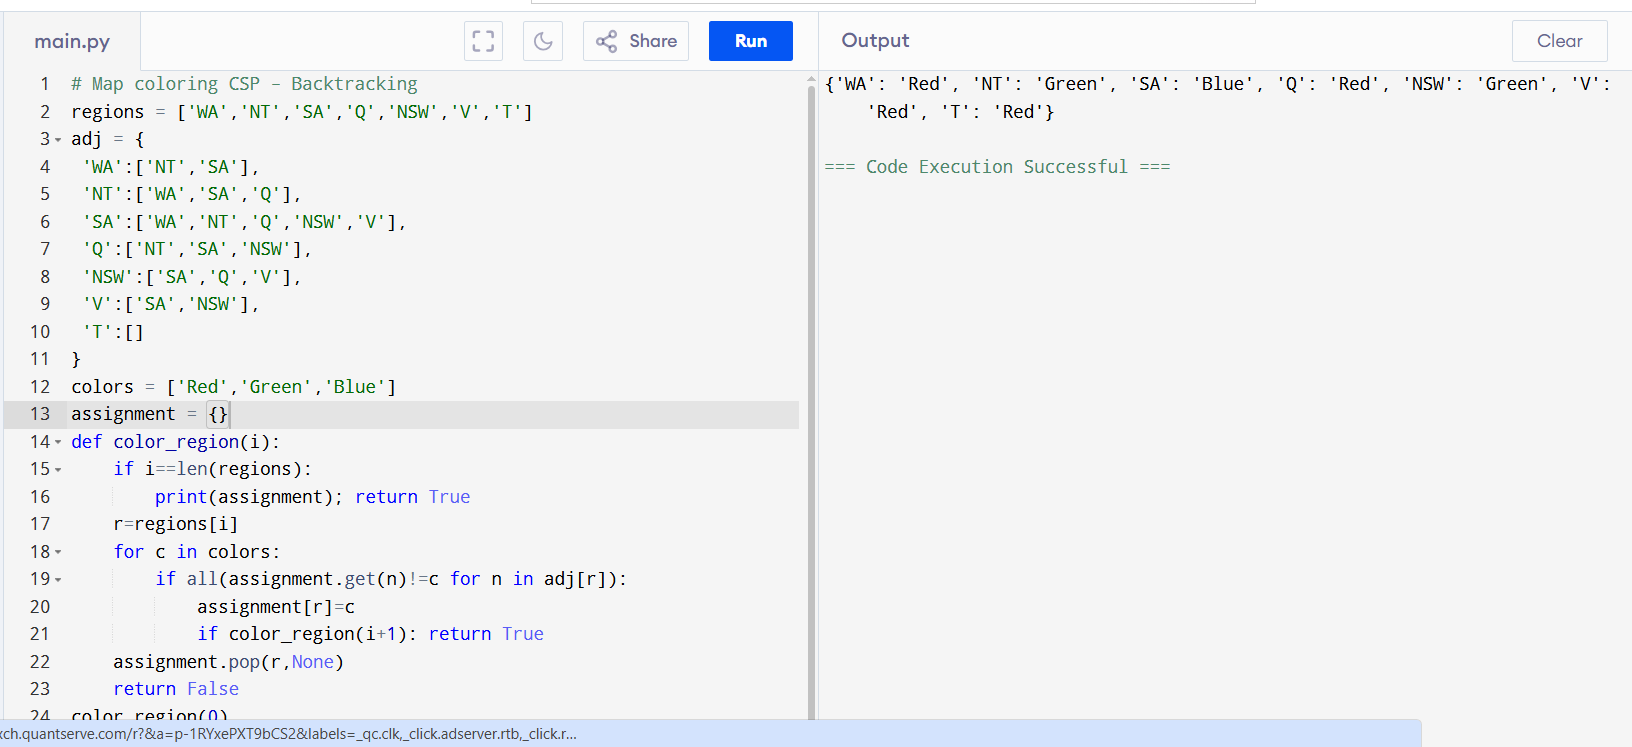 main.py
Share
Run
Output
Clear
1 # Map coloring CSP – Backtracking
2 regions = ['WA','NT','SA','Q','NSW','V','T']
3 adj = {
4  'WA':['NT','SA'],
5  'NT':['WA','SA','Q'],
6  'SA':['WA','NT','Q','NSW','V'],
7  'Q':['NT','SA','NSW'],
8  'NSW':['SA','Q','V'],
9  'V':['SA','NSW'],
10  'T':[]
11 }
12 colors = ['Red','Green','Blue']
13 assignment = {}
14 def color_region(i):
15     if i==len(regions):
16         print(assignment); return True
17     r=regions[i]
18     for c in colors:
19         if all(assignment.get(n)!=c for n in adj[r]):
20             assignment[r]=c
21             if color_region(i+1): return True
22     assignment.pop(r,None)
23     return False
24 color_region(0)
{'WA': 'Red', 'NT': 'Green', 'SA': 'Blue', 'Q': 'Red', 'NSW': 'Green', 'V':
'Red', 'T': 'Red'}
=== Code Execution Successful ===
xch.quantserve.com/r?&a=p-1RYxePXT9bCS2&labels=_qc.clk,_click.adserver.rtb,_click.r...